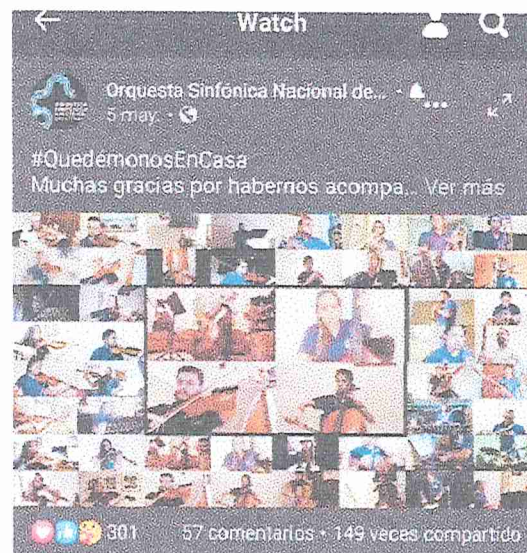 Watch
Orquesta Sinfónica Nacional de...
5 may.
#QuedémonosEnCasa
Muchas gracias por habernos acompa... Ver más
301 57 comentarios • 149 veces compartido